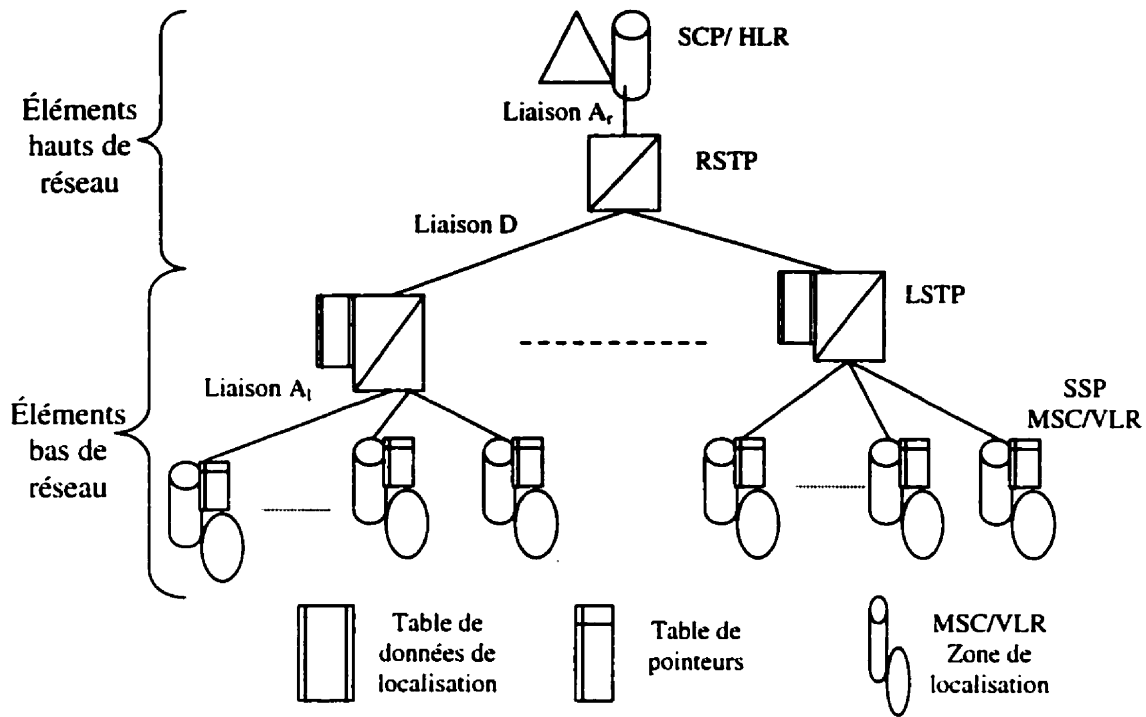 SCP/ HLR
Éléments
hauts de
réseau
Liaison Ar
RSTP
Liaison D
LSTP
Liaison Al
SSP
MSC/VLR
Éléments
bas de
réseau
Table de
données de
localisation
Table de
pointeurs
MSC/VLR
Zone de
localisation